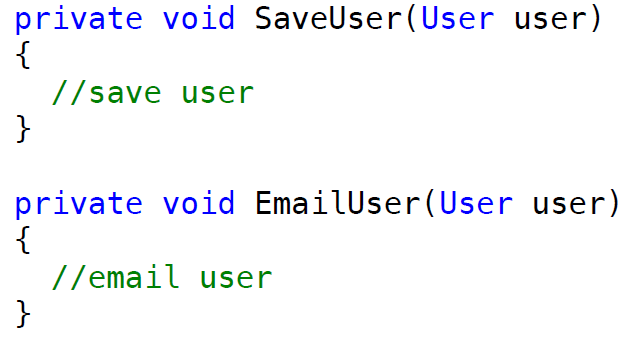 private void SaveUser(User user)
{
  //save user
}

private void EmailUser(User user)
{
  //email user
}